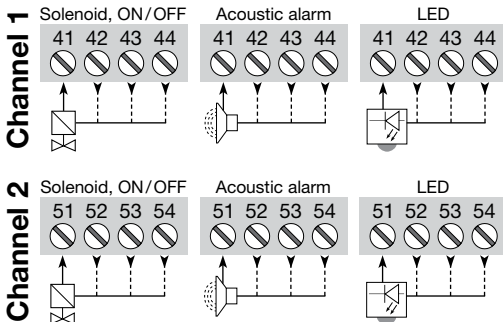 Channel 1
Solenoid, ON/OFF Acoustic alarm LED
41 42 43 44 41 42 43 44 41 42 43 44
Channel 2
Solenoid, ON/OFF Acoustic alarm LED
51 52 53 54 51 52 53 54 51 52 53 54